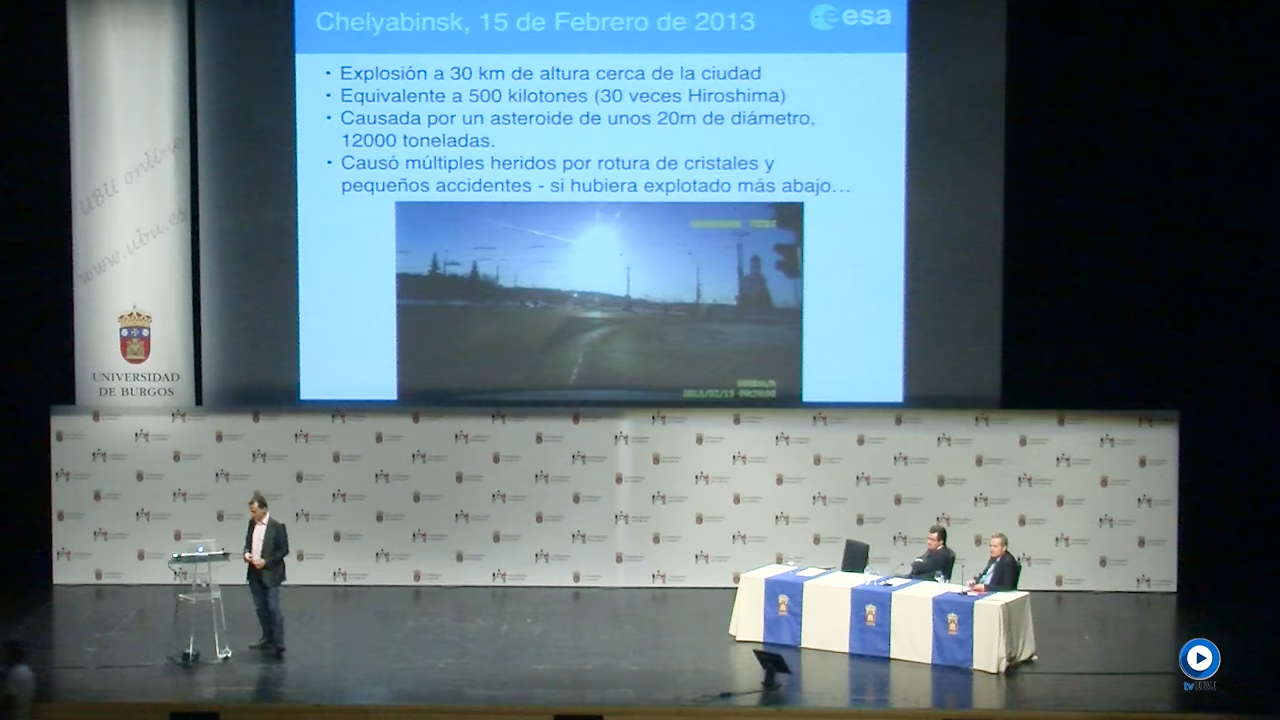 Chelyabinsk, 15 de Febrero de 2013
esa
• Explosión a 30 km de altura cerca de la ciudad
• Equivalente a 500 kilotones (30 veces Hiroshima)
• Causada por un asteroide de unos 20m de diámetro,
12000 toneladas.
• Causó múltiples heridos por rotura de cristales y
pequeños accidentes - si hubiera explotado más abajo…
UBU online
www.ubu.es
UNIVERSIDAD
DE BURGOS
tv